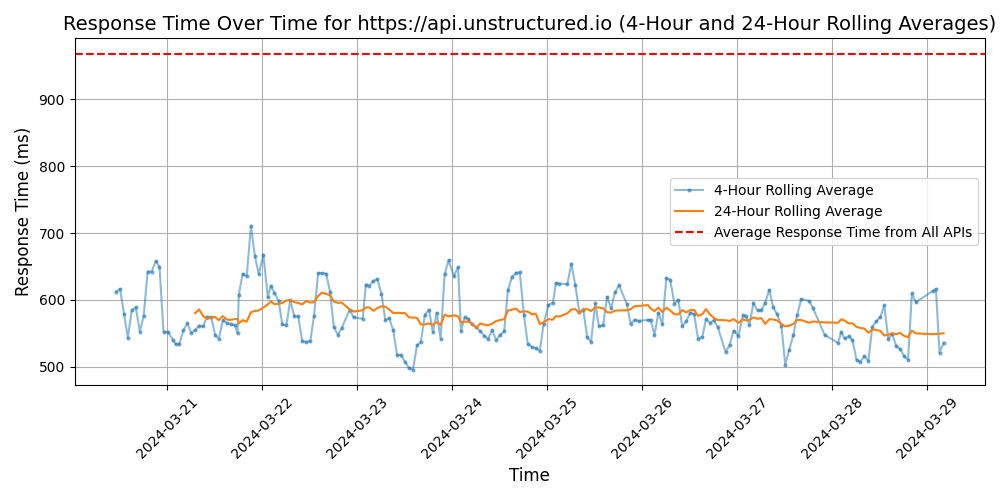 Response Time Over Time for https://api.unstructured.io (4-Hour and 24-Hour Rolling Averages)
Response Time (ms)
900
800
700
600
500
4-Hour Rolling Average
24-Hour Rolling Average
Average Response Time from All APIs
2024-03-21
2024-03-22
2024-03-23
2024-03-24
2024-03-25
2024-03-26
2024-03-27
2024-03-28
2024-03-29
Time